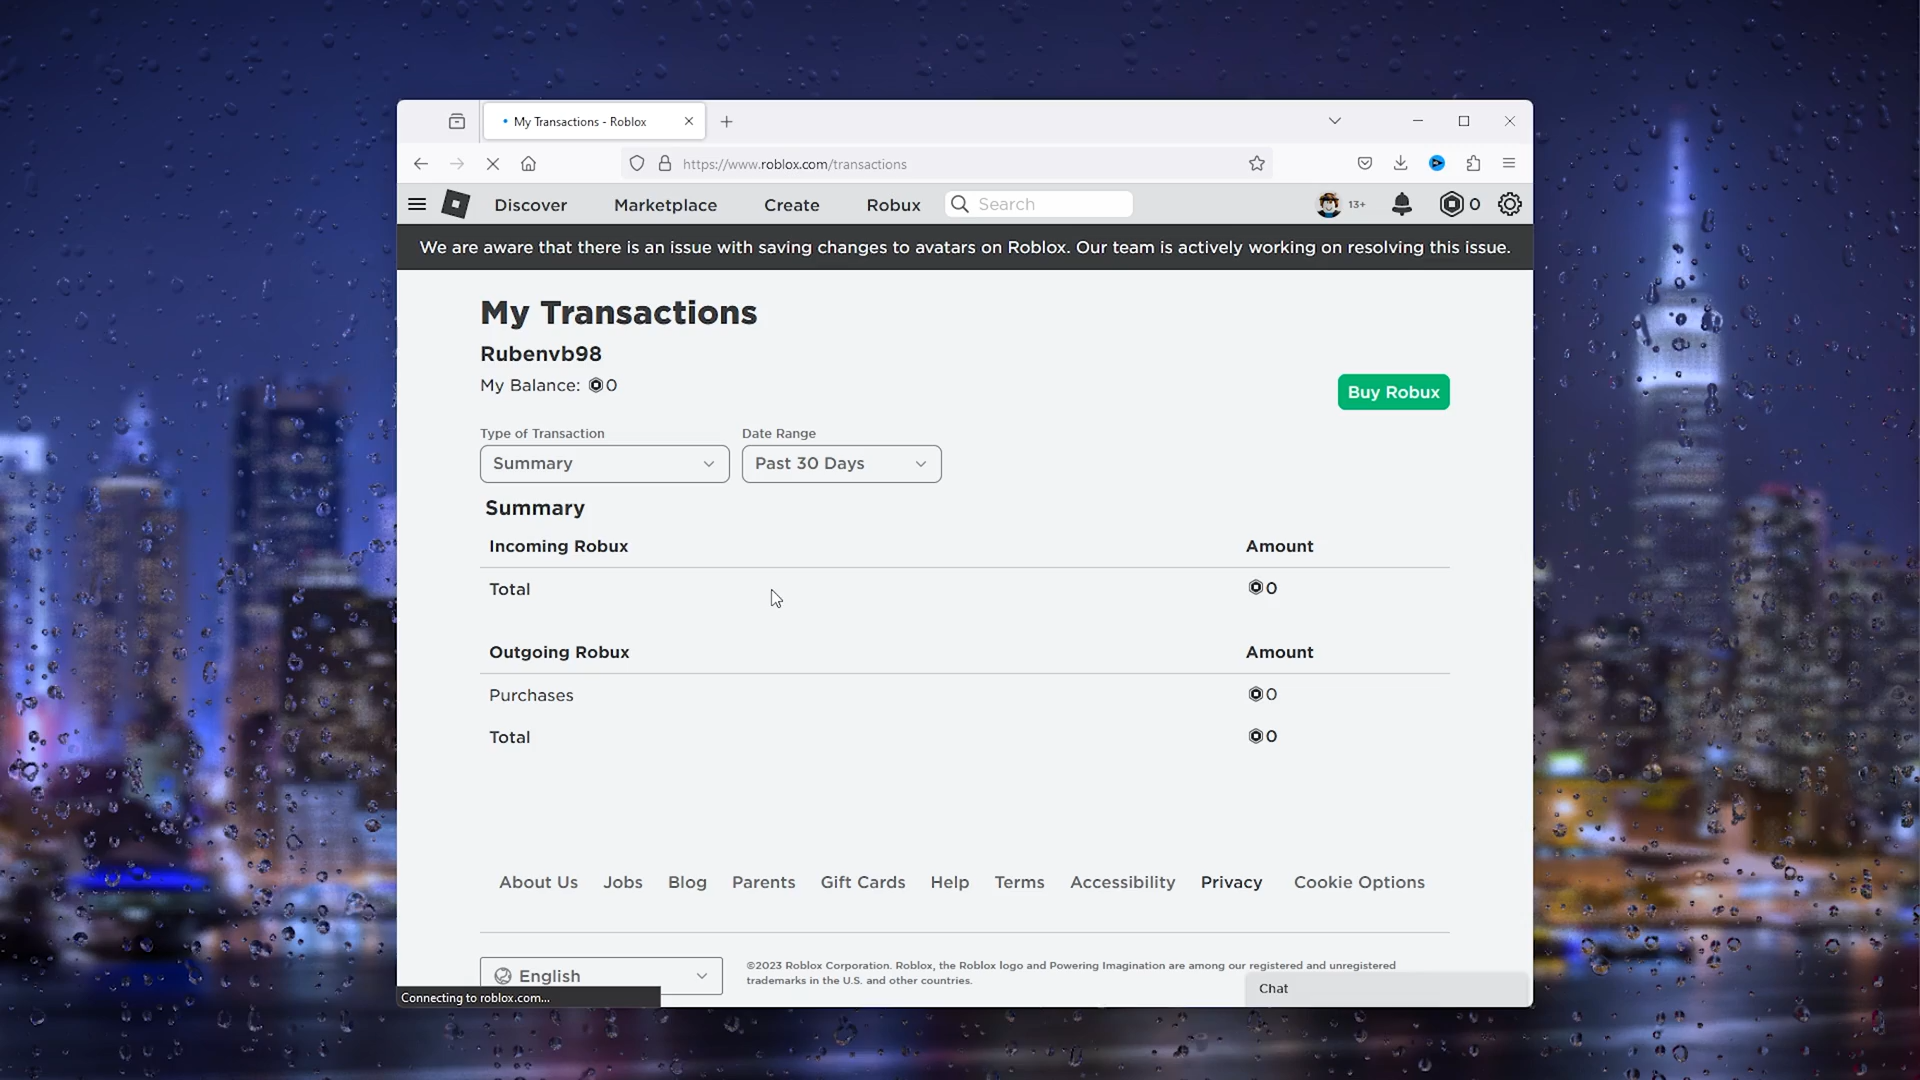 My Transactions - Roblox
https://www.roblox.com/transactions
Discover Marketplace Create Robux Search 13+ 0
We are aware that there is an issue with saving changes to avatars on Roblox. Our team is actively working on resolving this issue.
My Transactions
Rubenvb98
My Balance: 0
Buy Robux
Type of Transaction Date Range
Summary Past 30 Days
Summary
Incoming Robux Amount
Total 0
Outgoing Robux Amount
Purchases 0
Total 0
About Us Jobs Blog Parents Gift Cards Help Terms Accessibility Privacy Cookie Options
English
©2023 Roblox Corporation. Roblox, the Roblox logo and Powering Imagination are among our registered and unregistered
trademarks in the U.S. and other countries.
Chat
Connecting to roblox.com...